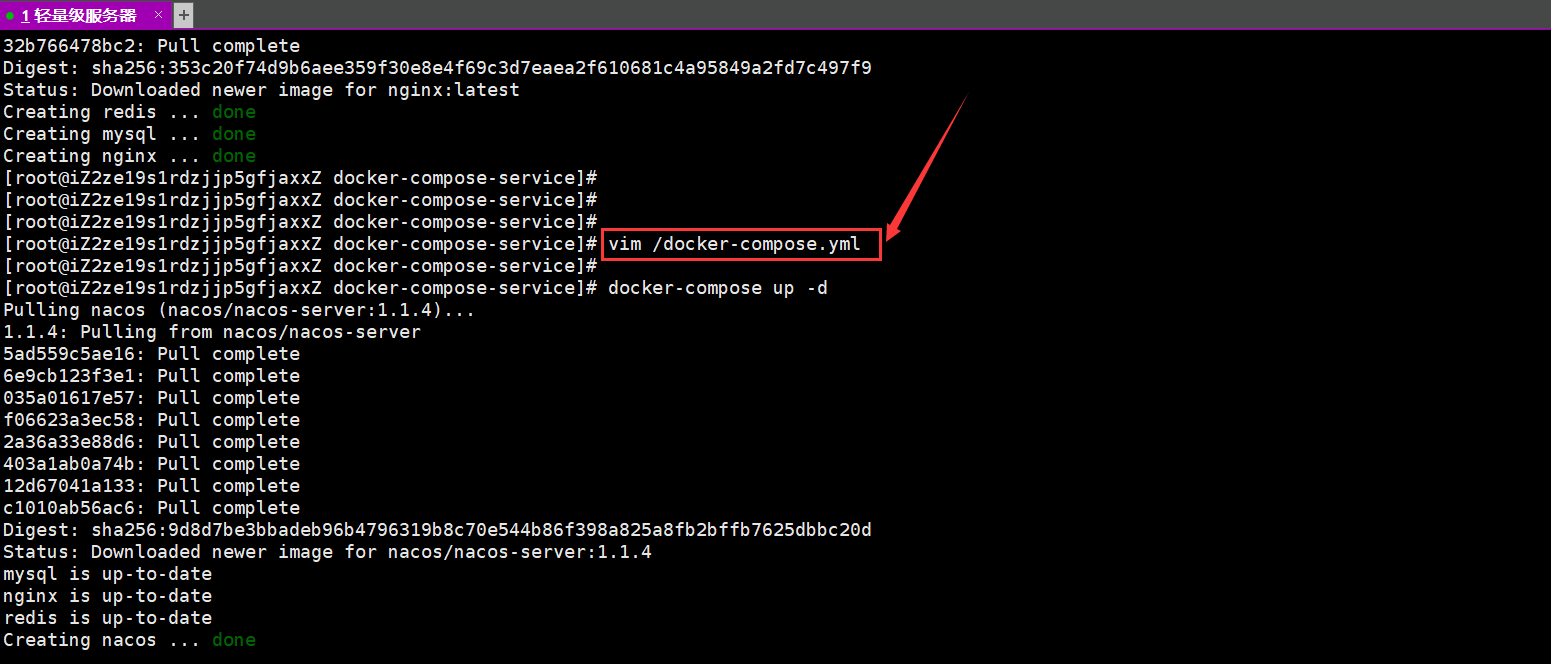 1 轻量级服务器 × +
32b766478bc2: Pull complete
Digest: sha256:353c20f74d9b6aee359f30e8e4f69c3d7eaea2f610681c4a95849a2fd7c497f9
Status: Downloaded newer image for nginx:latest
Creating redis ... done
Creating mysql ... done
Creating nginx ... done
[root@iZ2ze19s1rdzjjp5gfjaxxZ docker-compose-service]#
[root@iZ2ze19s1rdzjjp5gfjaxxZ docker-compose-service]#
[root@iZ2ze19s1rdzjjp5gfjaxxZ docker-compose-service]#
[root@iZ2ze19s1rdzjjp5gfjaxxZ docker-compose-service]# vim /docker-compose.yml
[root@iZ2ze19s1rdzjjp5gfjaxxZ docker-compose-service]#
[root@iZ2ze19s1rdzjjp5gfjaxxZ docker-compose-service]# docker-compose up -d
Pulling nacos (nacos/nacos-server:1.1.4)...
1.1.4: Pulling from nacos/nacos-server
5ad559c5ae16: Pull complete
6e9cb123f3e1: Pull complete
035a01617e57: Pull complete
f06623a3ec58: Pull complete
2a36a33e88d6: Pull complete
403a1ab0a74b: Pull complete
12d67041a133: Pull complete
c1010ab56ac6: Pull complete
Digest: sha256:9d8d7be3bbadeb96b4796319b8c70e544b86f398a825a8fb2bffb7625dbbc20d
Status: Downloaded newer image for nacos/nacos-server:1.1.4
mysql is up-to-date
nginx is up-to-date
redis is up-to-date
Creating nacos ... done